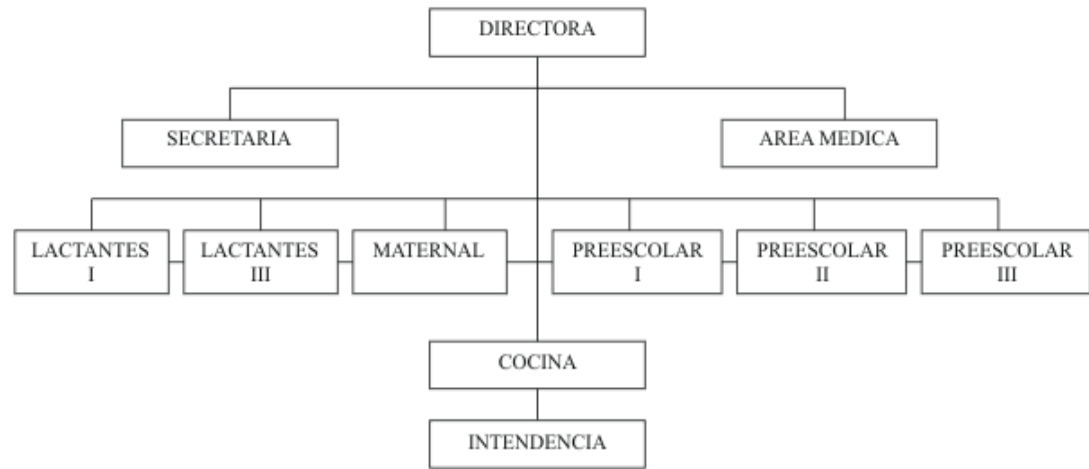 DIRECTORA
SECRETARIA
AREA MEDICA
LACTANTES
I
LACTANTES
III
MATERNAL
PREESCOLAR
I
PREESCOLAR
II
PREESCOLAR
III
COCINA
INTENDENCIA